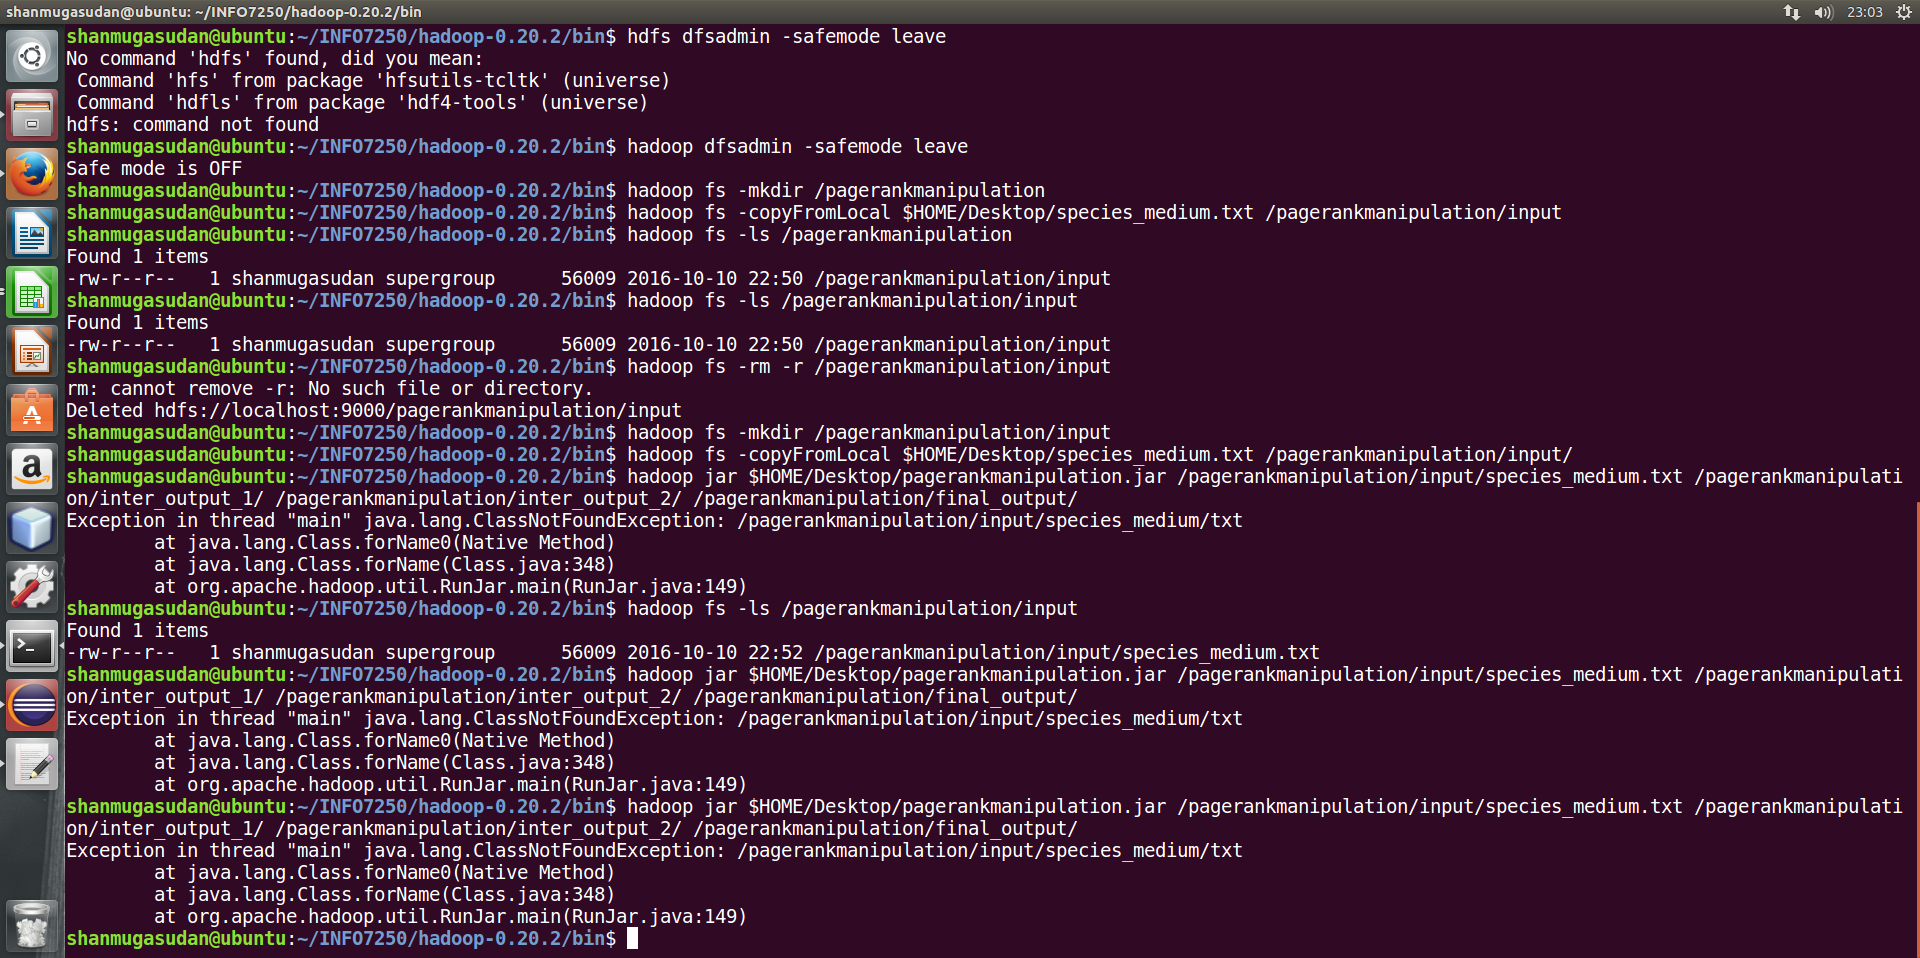 shanmugasudan@ubuntu: ~/INFO7250/hadoop-0.20.2/bin
23:03
shanmugasudan@ubuntu:~/INFO7250/hadoop-0.20.2/bin$ hdfs dfsadmin -safemode leave
No command 'hdfs' found, did you mean:
 Command 'hfs' from package 'hfsutils-tcltk' (universe)
 Command 'hdfls' from package 'hdf4-tools' (universe)
hdfs: command not found
shanmugasudan@ubuntu:~/INFO7250/hadoop-0.20.2/bin$ hadoop dfsadmin -safemode leave
Safe mode is OFF
shanmugasudan@ubuntu:~/INFO7250/hadoop-0.20.2/bin$ hadoop fs -mkdir /pagerankmanipulation
shanmugasudan@ubuntu:~/INFO7250/hadoop-0.20.2/bin$ hadoop fs -copyFromLocal $HOME/Desktop/species_medium.txt /pagerankmanipulation/input
shanmugasudan@ubuntu:~/INFO7250/hadoop-0.20.2/bin$ hadoop fs -ls /pagerankmanipulation
Found 1 items
-rw-r--r--   1 shanmugasudan supergroup      56009 2016-10-10 22:50 /pagerankmanipulation/input
shanmugasudan@ubuntu:~/INFO7250/hadoop-0.20.2/bin$ hadoop fs -ls /pagerankmanipulation/input
Found 1 items
-rw-r--r--   1 shanmugasudan supergroup      56009 2016-10-10 22:50 /pagerankmanipulation/input
shanmugasudan@ubuntu:~/INFO7250/hadoop-0.20.2/bin$ hadoop fs -rm -r /pagerankmanipulation/input
rm: cannot remove -r: No such file or directory.
Deleted hdfs://localhost:9000/pagerankmanipulation/input
shanmugasudan@ubuntu:~/INFO7250/hadoop-0.20.2/bin$ hadoop fs -mkdir /pagerankmanipulation/input
shanmugasudan@ubuntu:~/INFO7250/hadoop-0.20.2/bin$ hadoop fs -copyFromLocal $HOME/Desktop/species_medium.txt /pagerankmanipulation/input/
shanmugasudan@ubuntu:~/INFO7250/hadoop-0.20.2/bin$ hadoop jar $HOME/Desktop/pagerankmanipulation.jar /pagerankmanipulation/input/species_medium.txt /pagerankmanipulati
on/inter_output_1/ /pagerankmanipulation/inter_output_2/ /pagerankmanipulation/final_output/
Exception in thread "main" java.lang.ClassNotFoundException: /pagerankmanipulation/input/species_medium/txt
        at java.lang.Class.forName0(Native Method)
        at java.lang.Class.forName(Class.java:348)
        at org.apache.hadoop.util.RunJar.main(RunJar.java:149)
shanmugasudan@ubuntu:~/INFO7250/hadoop-0.20.2/bin$ hadoop fs -ls /pagerankmanipulation/input
Found 1 items
-rw-r--r--   1 shanmugasudan supergroup      56009 2016-10-10 22:52 /pagerankmanipulation/input/species_medium.txt
shanmugasudan@ubuntu:~/INFO7250/hadoop-0.20.2/bin$ hadoop jar $HOME/Desktop/pagerankmanipulation.jar /pagerankmanipulation/input/species_medium.txt /pagerankmanipulati
on/inter_output_1/ /pagerankmanipulation/inter_output_2/ /pagerankmanipulation/final_output/
Exception in thread "main" java.lang.ClassNotFoundException: /pagerankmanipulation/input/species_medium/txt
        at java.lang.Class.forName0(Native Method)
        at java.lang.Class.forName(Class.java:348)
        at org.apache.hadoop.util.RunJar.main(RunJar.java:149)
shanmugasudan@ubuntu:~/INFO7250/hadoop-0.20.2/bin$ hadoop jar $HOME/Desktop/pagerankmanipulation.jar /pagerankmanipulation/input/species_medium.txt /pagerankmanipulati
on/inter_output_1/ /pagerankmanipulation/inter_output_2/ /pagerankmanipulation/final_output/
Exception in thread "main" java.lang.ClassNotFoundException: /pagerankmanipulation/input/species_medium/txt
        at java.lang.Class.forName0(Native Method)
        at java.lang.Class.forName(Class.java:348)
        at org.apache.hadoop.util.RunJar.main(RunJar.java:149)
shanmugasudan@ubuntu:~/INFO7250/hadoop-0.20.2/bin$